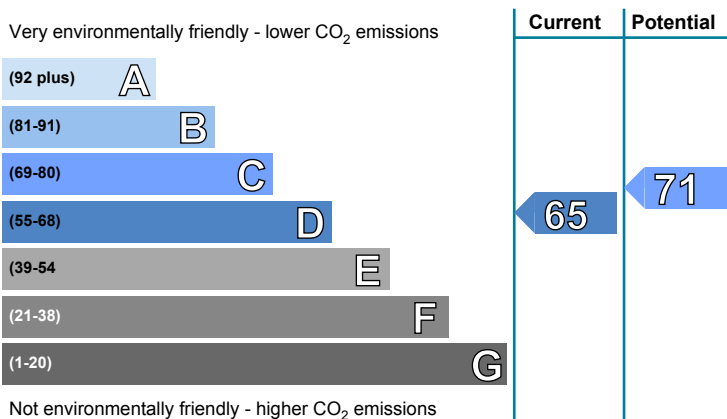 Very environmentally friendly - lower CO₂ emissions
Current
Potential
(92 plus) A
(81-91) B
(69-80) C
(55-68) D
(39-54 E
(21-38) F
(1-20) G
65
71
Not environmentally friendly - higher CO₂ emissions